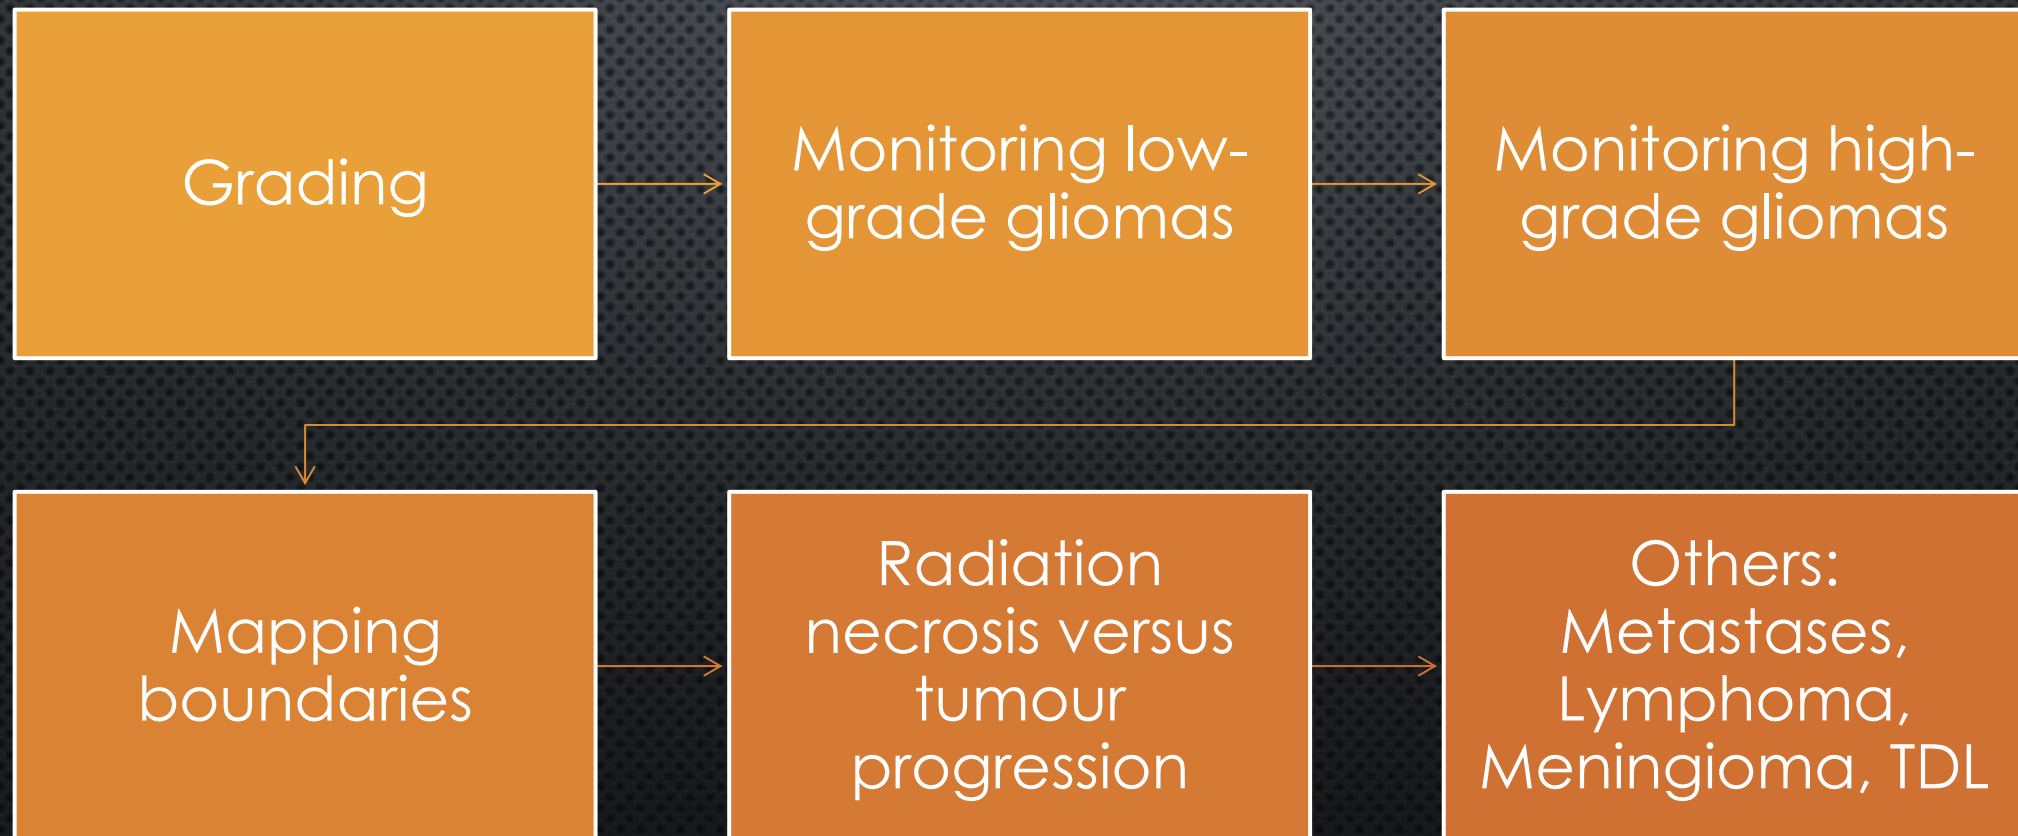 Grading
Monitoring low-
grade gliomas
Monitoring high-
grade gliomas
Mapping
boundaries
Radiation
necrosis versus
tumour
progression
Others:
Metastases,
Lymphoma,
Meningioma, TDL